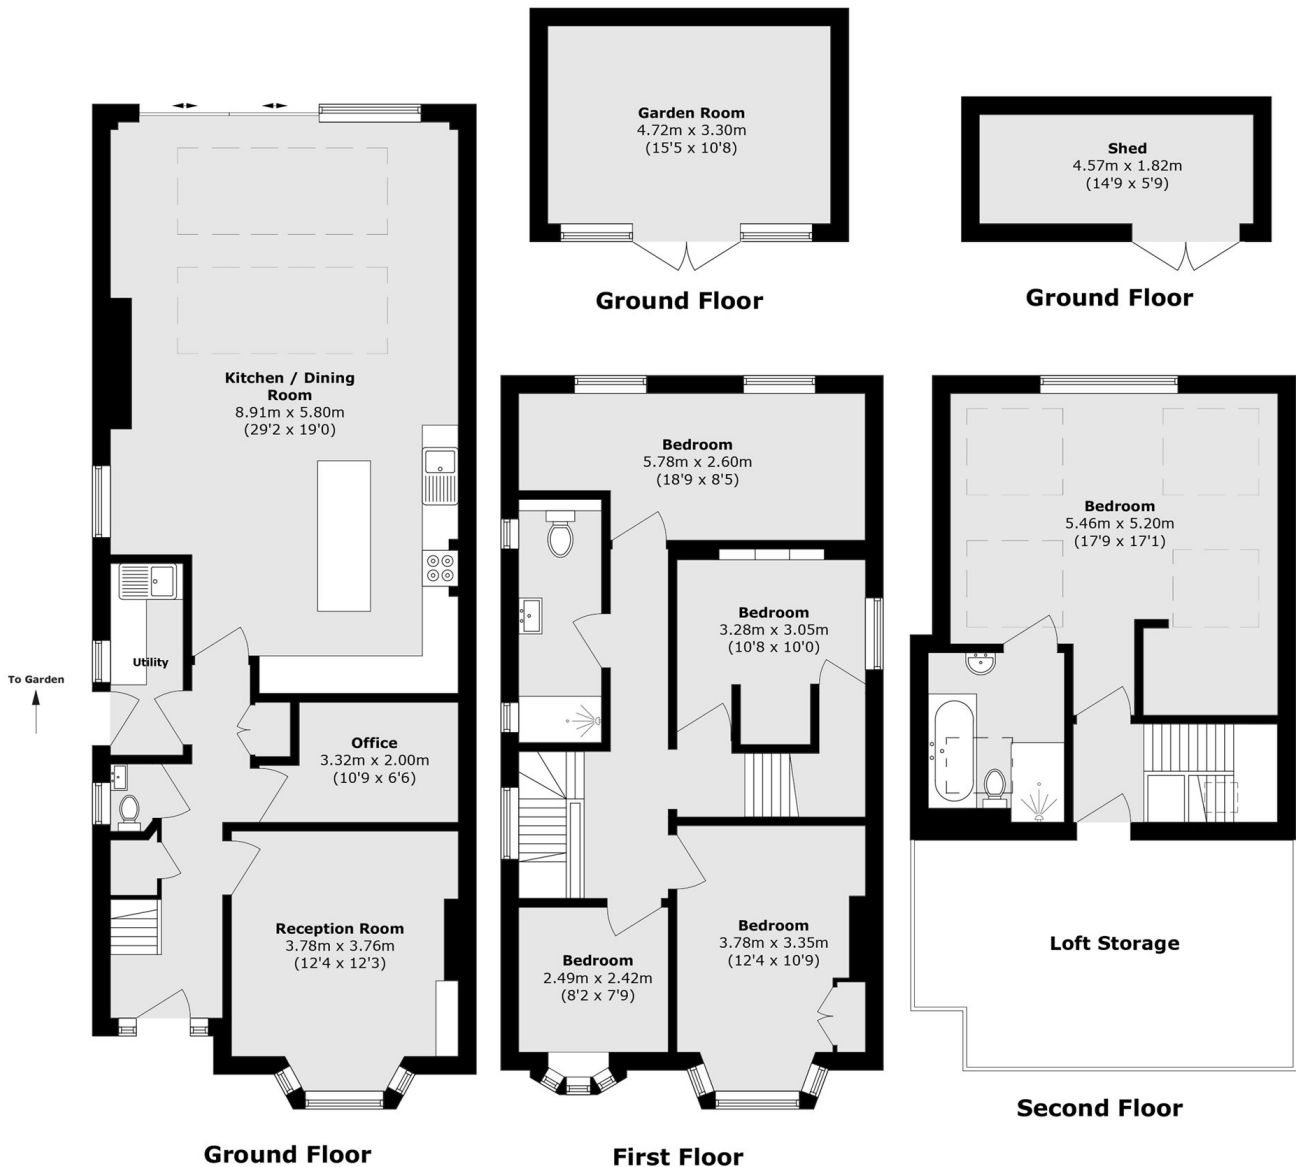 Garden Room
4.72m x 3.30m
(15'5 x 10'8)
Ground Floor
Shed
4.57m x 1.82m
(14'9 x 5'9)
Ground Floor
Kitchen / Dining
Room
8.91m x 5.80m
(29'2 x 19'0)
Utility
To Garden
Office
3.32m x 2.00m
(10'9 x 6'6)
Reception Room
3.78m x 3.76m
(12'4 x 12'3)
Ground Floor
Bedroom
5.78m x 2.60m
(18'9 x 8'5)
Bedroom
3.28m x 3.05m
(10'8 x 10'0)
Bedroom
3.78m x 3.35m
(12'4 x 10'9)
Bedroom
2.49m x 2.42m
(8'2 x 7'9)
First Floor
Bedroom
5.46m x 5.20m
(17'9 x 17'1)
Loft Storage
Second Floor